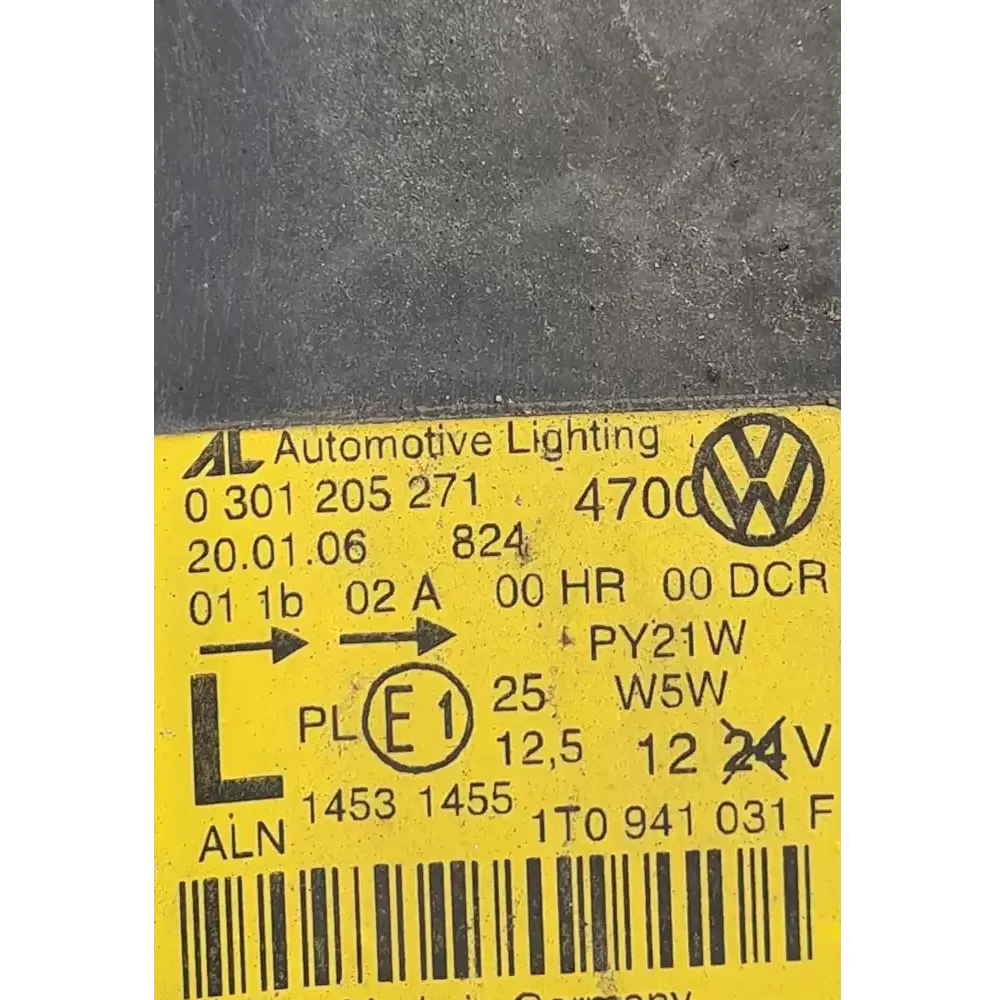 AL Automotive Lighting
0 301 205 271 4700
20.01.06 824
01 1b 02 A 00 HR 00 DCR
PY21W
L PL E1 25 W5W
12,5 12 24 V
1453 1455
ALN 1T0 941 031 F
Germany